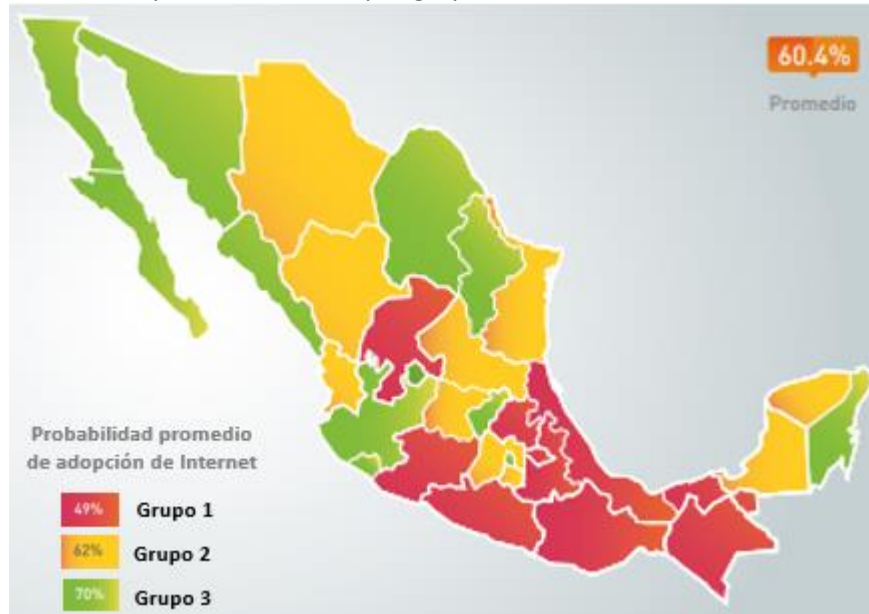 60.4%
Promedio
Probabilidad promedio
de adopción de Internet
49% Grupo 1
62% Grupo 2
70% Grupo 3